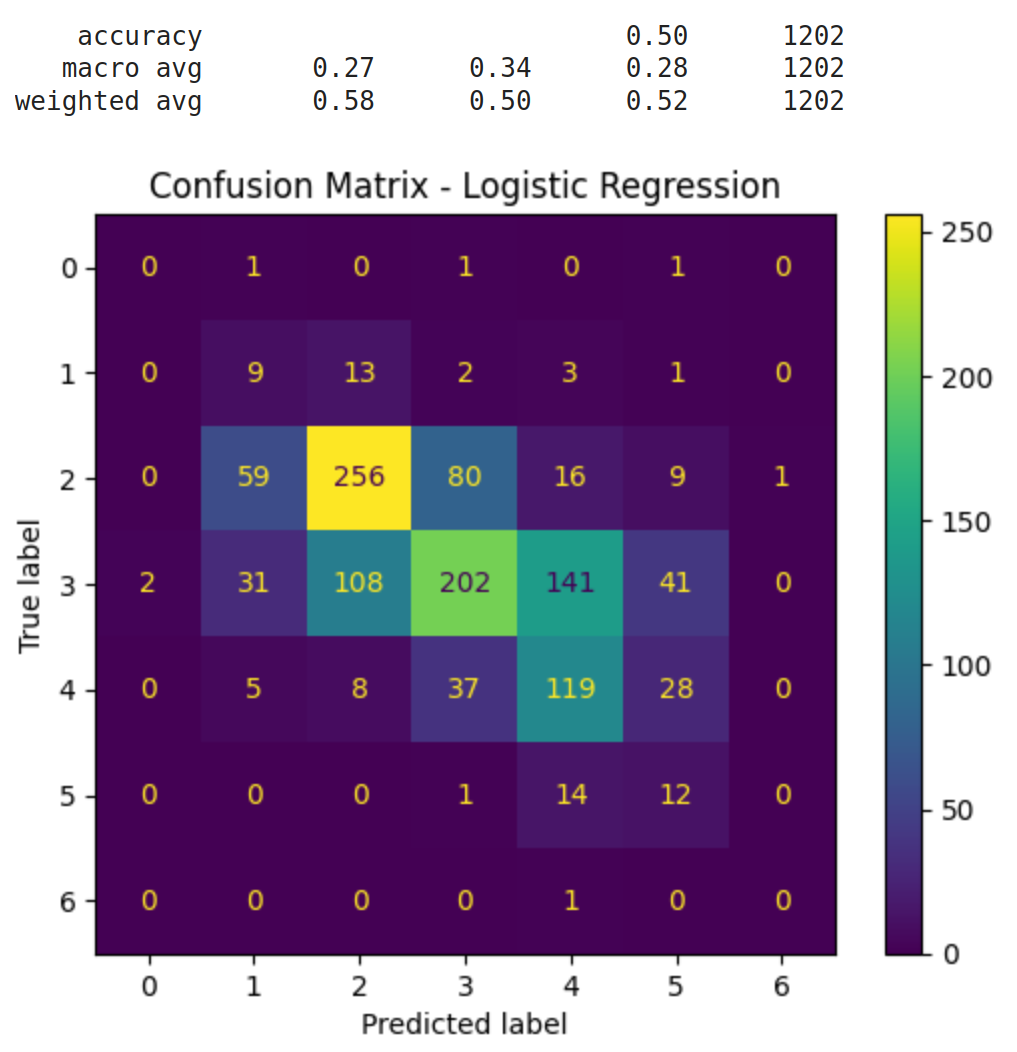 accuracy 0.50 1202
macro avg 0.27 0.34 0.28 1202
weighted avg 0.58 0.50 0.52 1202
Confusion Matrix - Logistic Regression
0 0 1 0 1 0 1 0
1 0 9 13 2 3 1 0
2 0 59 256 80 16 9 1
3 2 31 108 202 141 41 0
4 0 5 8 37 119 28 0
5 0 0 0 1 14 12 0
6 0 0 0 0 1 0 0
0 1 2 3 4 5 6
Predicted label
True label
250
200
150
100
50
0